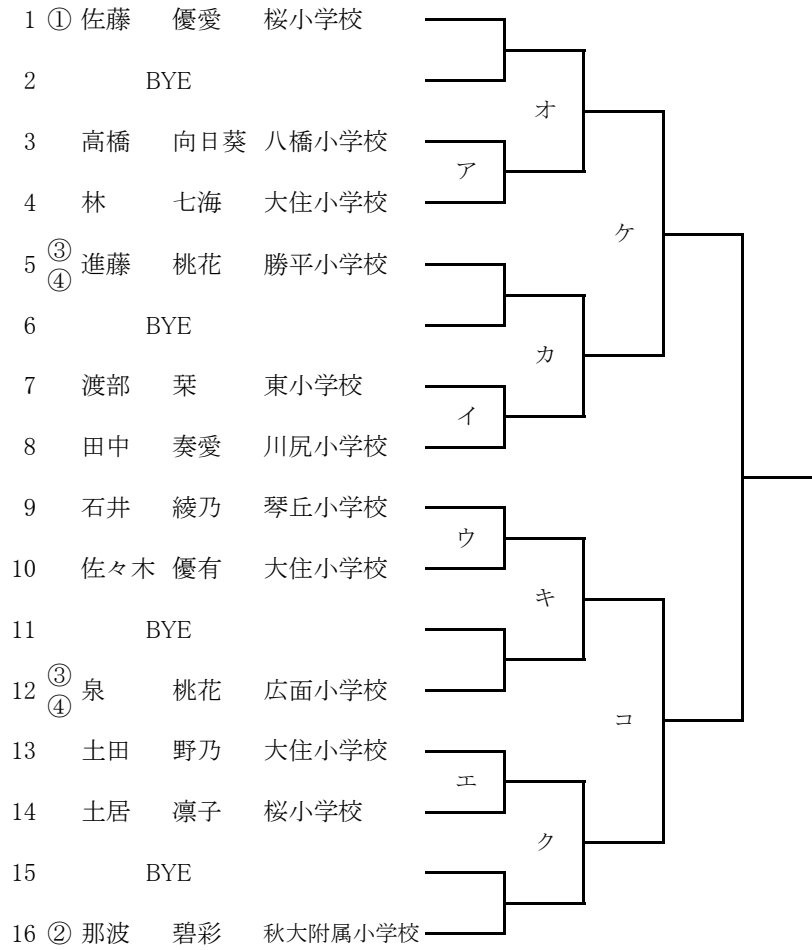 1 ① 佐藤 優愛 桜小学校
2 BYE
オ
3 高橋 向日葵 八橋小学校
ア
4 林 七海 大住小学校
ケ
5 ③④ 進藤 桃花 勝平小学校
6 BYE
カ
7 渡部 栞 東小学校
イ
8 田中 奏愛 川尻小学校
9 石井 綾乃 琴丘小学校
ウ
10 佐々木 優有 大住小学校
キ
11 BYE
12 ③④ 泉 桃花 広面小学校
コ
13 土田 野乃 大住小学校
エ
14 土居 凛子 桜小学校
ク
15 BYE
16 ② 那波 碧彩 秋大附属小学校